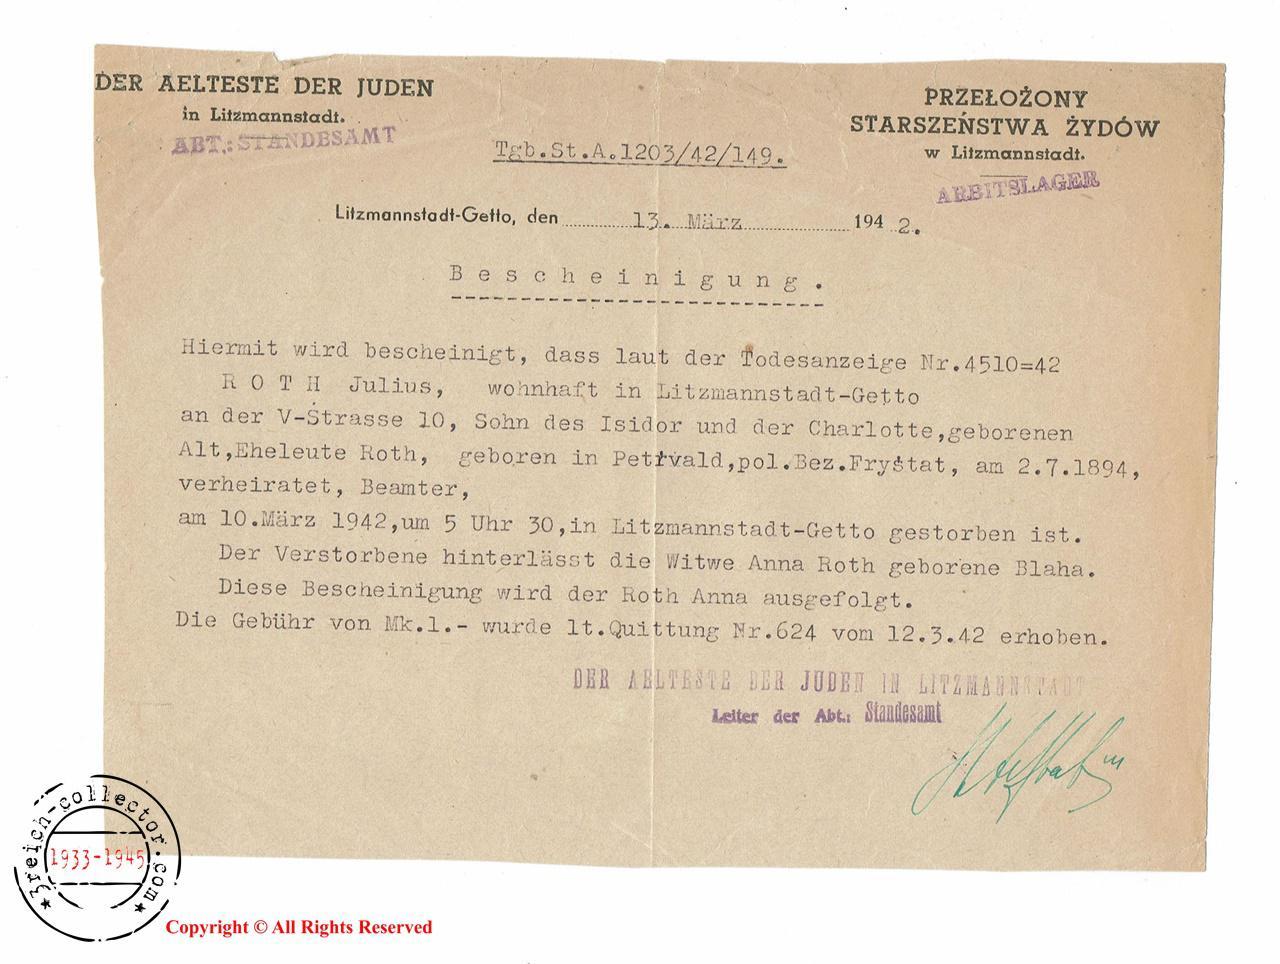 DER AELTESTE DER JUDEN
in Litzmannstadt.
ABT.: STANDESAMT
PRZEŁOŻONY
STARSZEŃSTWA ŻYDÓW
w Litzmannstadt.
ARBITSLAGER
Tgb.St.A.1203/42/149.
Litzmannstadt-Getto, den 13. März 1942.
Bescheinigung.
Hiermit wird bescheinigt, dass laut der Todesanzeige Nr.4510=42
ROTH Julius, wohnhaft in Litzmannstadt-Getto
an der V-Strasse 10, Sohn des Isidor und der Charlotte,geborenen
Alt,Eheleute Roth, geboren in Petrvald,pol.Bez.Fryštat, am 2.7.1894,
verheiratet, Beamter,
am 10.März 1942,um 5 Uhr 30,in Litzmannstadt-Getto gestorben ist.
Der Verstorbene hinterlässt die Witwe Anna Roth geborene Blaha.
Diese Bescheinigung wird der Roth Anna ausgefolgt.
Die Gebühr von Mk.1.- wurde lt.Quittung Nr.624 vom 12.3.42 erhoben.
DER AELTESTE DER JUDEN IN LITZMANNSTADT
Leiter der Abt.: Standesamt
3reich-collector.com
1933-1945
Copyright © All Rights Reserved